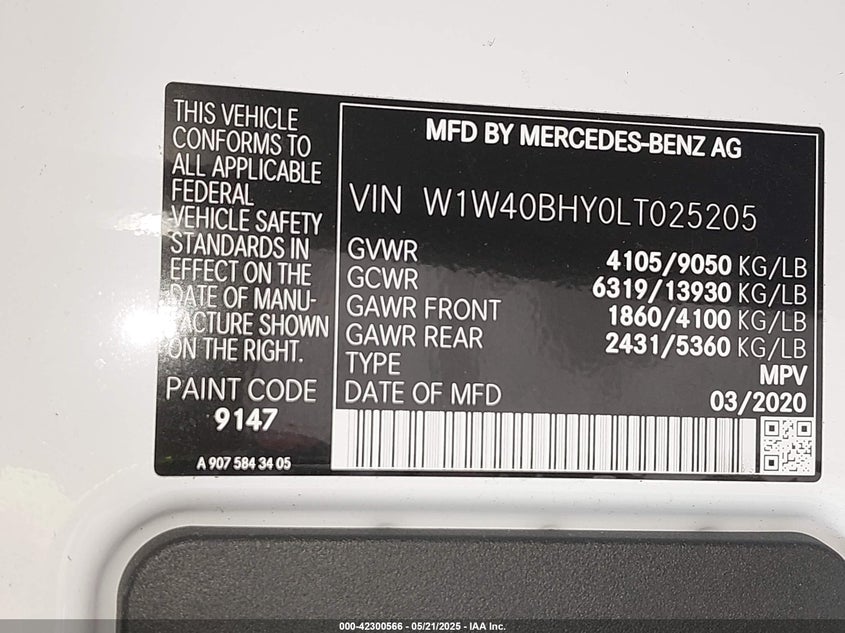 THIS VEHICLE
CONFORMS TO
ALL APPLICABLE
FEDERAL
VEHICLE SAFETY
STANDARDS IN
EFFECT ON THE
DATE OF MANU-
FACTURE SHOWN
ON THE RIGHT.
PAINT CODE
9147
A 907 584 34 05
MFD BY MERCEDES-BENZ AG
VIN W1W40BHY0LT025205
GVWR 4105/9050 KG/LB
GCWR 6319/13930 KG/LB
GAWR FRONT 1860/4100 KG/LB
GAWR REAR 2431/5360 KG/LB
TYPE MPV
DATE OF MFD 03/2020
000-42300566 - 05/21/2025 - IAA Inc.